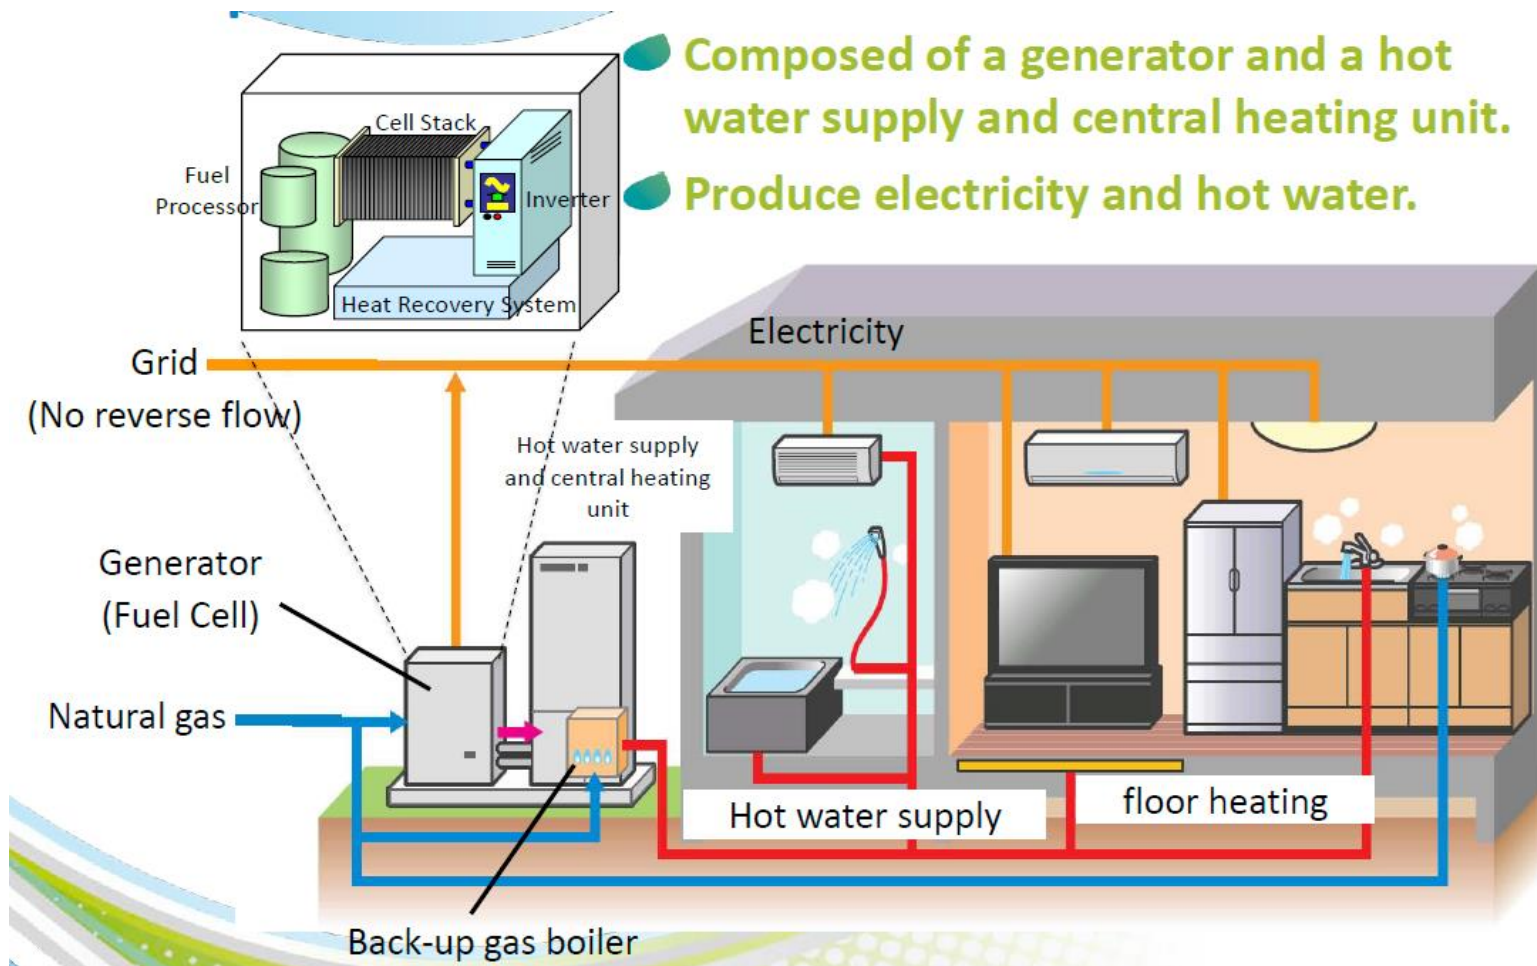 Composed of a generator and a hot
water supply and central heating unit.
Produce electricity and hot water.
Cell Stack
Fuel
Processor
Inverter
Heat Recovery System
Electricity
Grid
(No reverse flow)
Hot water supply
and central heating
unit
Generator
(Fuel Cell)
Natural gas
Hot water supply
floor heating
Back-up gas boiler